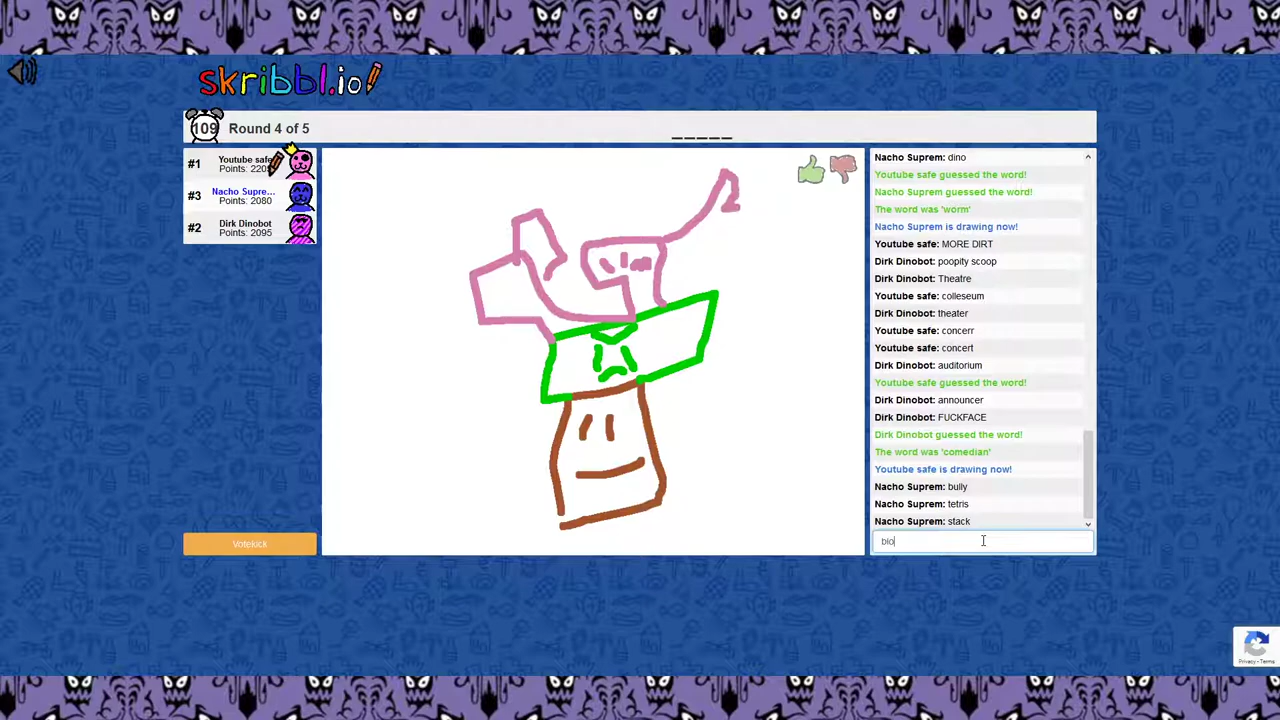 skribbl.io
109
Round 4 of 5
_____
#1
Youtube safe
Points: 220
#3
Nacho Supre...
Points: 2080
#2
Dirk Dinobot
Points: 2095
Votekick
Nacho Suprem: dino
Youtube safe guessed the word!
Nacho Suprem guessed the word!
The word was 'worm'
Nacho Suprem is drawing now!
Youtube safe: MORE DIRT
Dirk Dinobot: poopity scoop
Dirk Dinobot: Theatre
Youtube safe: colleseum
Dirk Dinobot: theater
Youtube safe: concerr
Youtube safe: concert
Dirk Dinobot: auditorium
Youtube safe guessed the word!
Dirk Dinobot: announcer
Dirk Dinobot: FUCKFACE
Dirk Dinobot guessed the word!
The word was 'comedian'
Youtube safe is drawing now!
Nacho Suprem: bully
Nacho Suprem: tetris
Nacho Suprem: stack
blo
Privacy - Terms